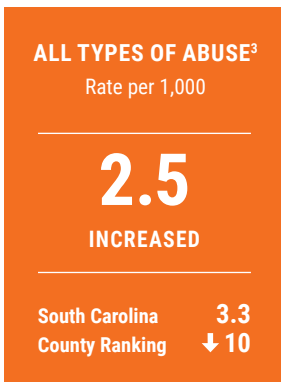 ALL TYPES OF ABUSE³
Rate per 1,000
2.5
INCREASED
South Carolina 3.3
County Ranking ⬇ 10